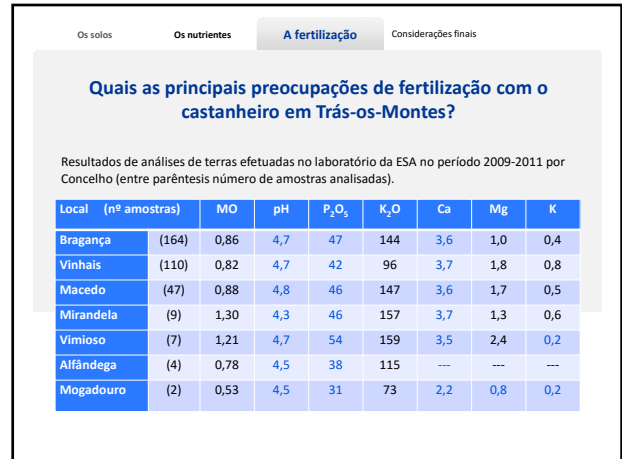 Os solos Os nutrientes A fertilização Considerações finais
Quais as principais preocupações de fertilização com o
castanheiro em Trás-os-Montes?
Resultados de análises de terras efetuadas no laboratório da ESA no período 2009-2011 por
Concelho (entre parêntesis número de amostras analisadas).
Local (nº amostras) MO pH P₂O₅ K₂O Ca Mg K
Bragança (164) 0,86 4,7 47 144 3,6 1,0 0,4
Vinhais (110) 0,82 4,7 42 96 3,7 1,8 0,8
Macedo (47) 0,88 4,8 46 147 3,6 1,7 0,5
Mirandela (9) 1,30 4,3 46 157 3,7 1,3 0,6
Vimioso (7) 1,21 4,7 54 159 3,5 2,4 0,2
Alfândega (4) 0,78 4,5 38 115 --- --- ---
Mogadouro (2) 0,53 4,5 31 73 2,2 0,8 0,2